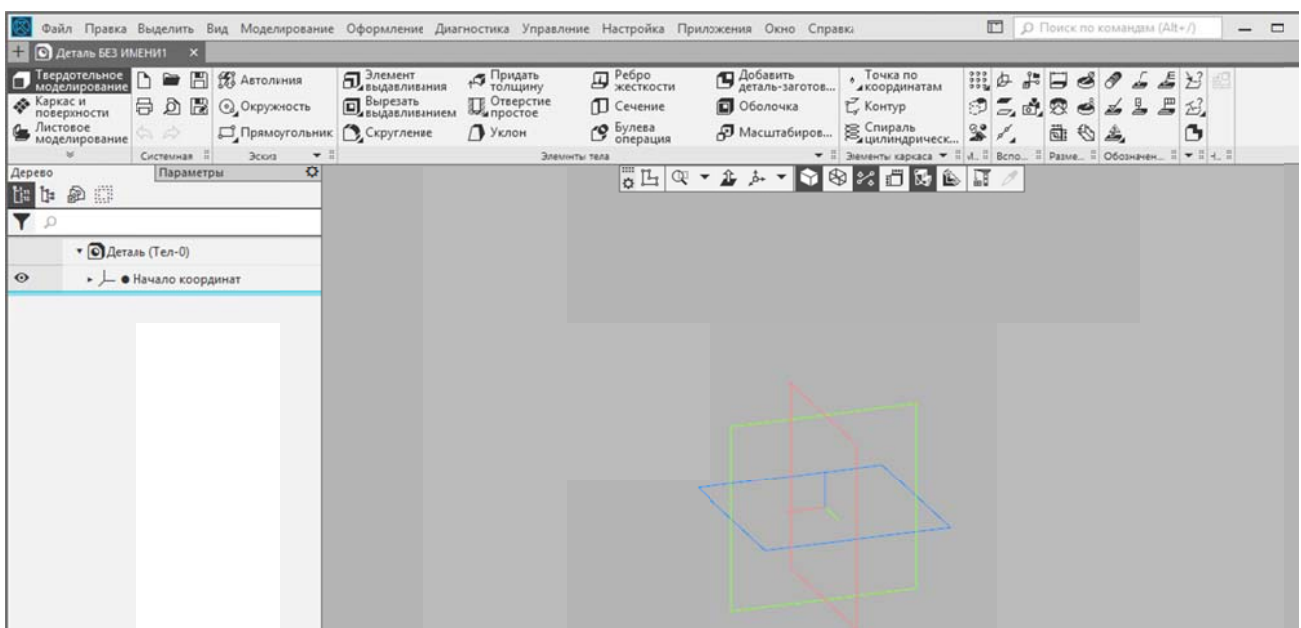 Файл Правка Выделить Вид Моделирование Оформление Диагностика Управление Настройка Приложения Окно Справка
Поиск по командам (Alt+/)
Деталь БЕЗ ИМЕНИ1 ×
Твердотельное моделирование
Каркас и поверхности
Листовое моделирование
Системная
Автолиния
Окружность
Прямоугольник
Эскиз
Элемент выдавливания
Вырезать выдавливанием
Скругление
Придать толщину
Отверстие простое
Уклон
Ребро жесткости
Сечение
Булева операция
Добавить деталь-заготов...
Оболочка
Масштабиров...
Элементы тела
Точка по координатам
Контур
Спираль цилиндрическ...
Элементы каркаса
Вспо...
Разме...
Обозначен...
Дерево
Параметры
Деталь (Тел-0)
Начало координат